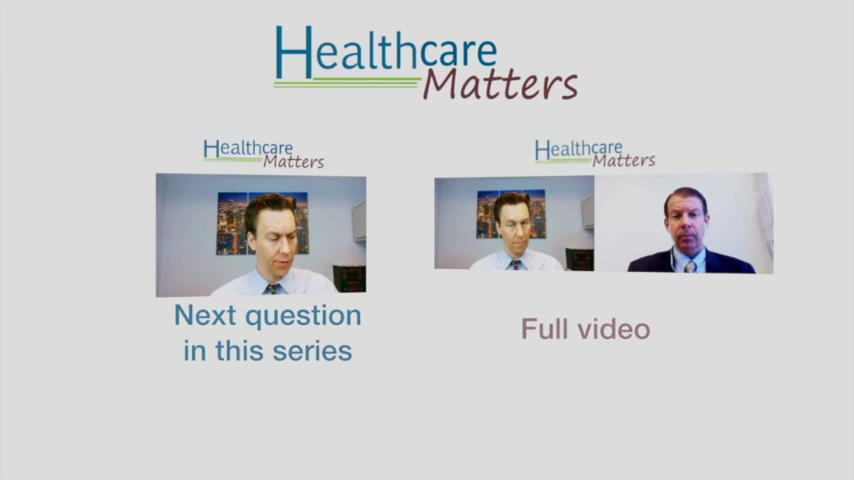 Healthcare
Matters
Healthcare
Matters
Healthcare
Matters
Next question
in this series
Full video